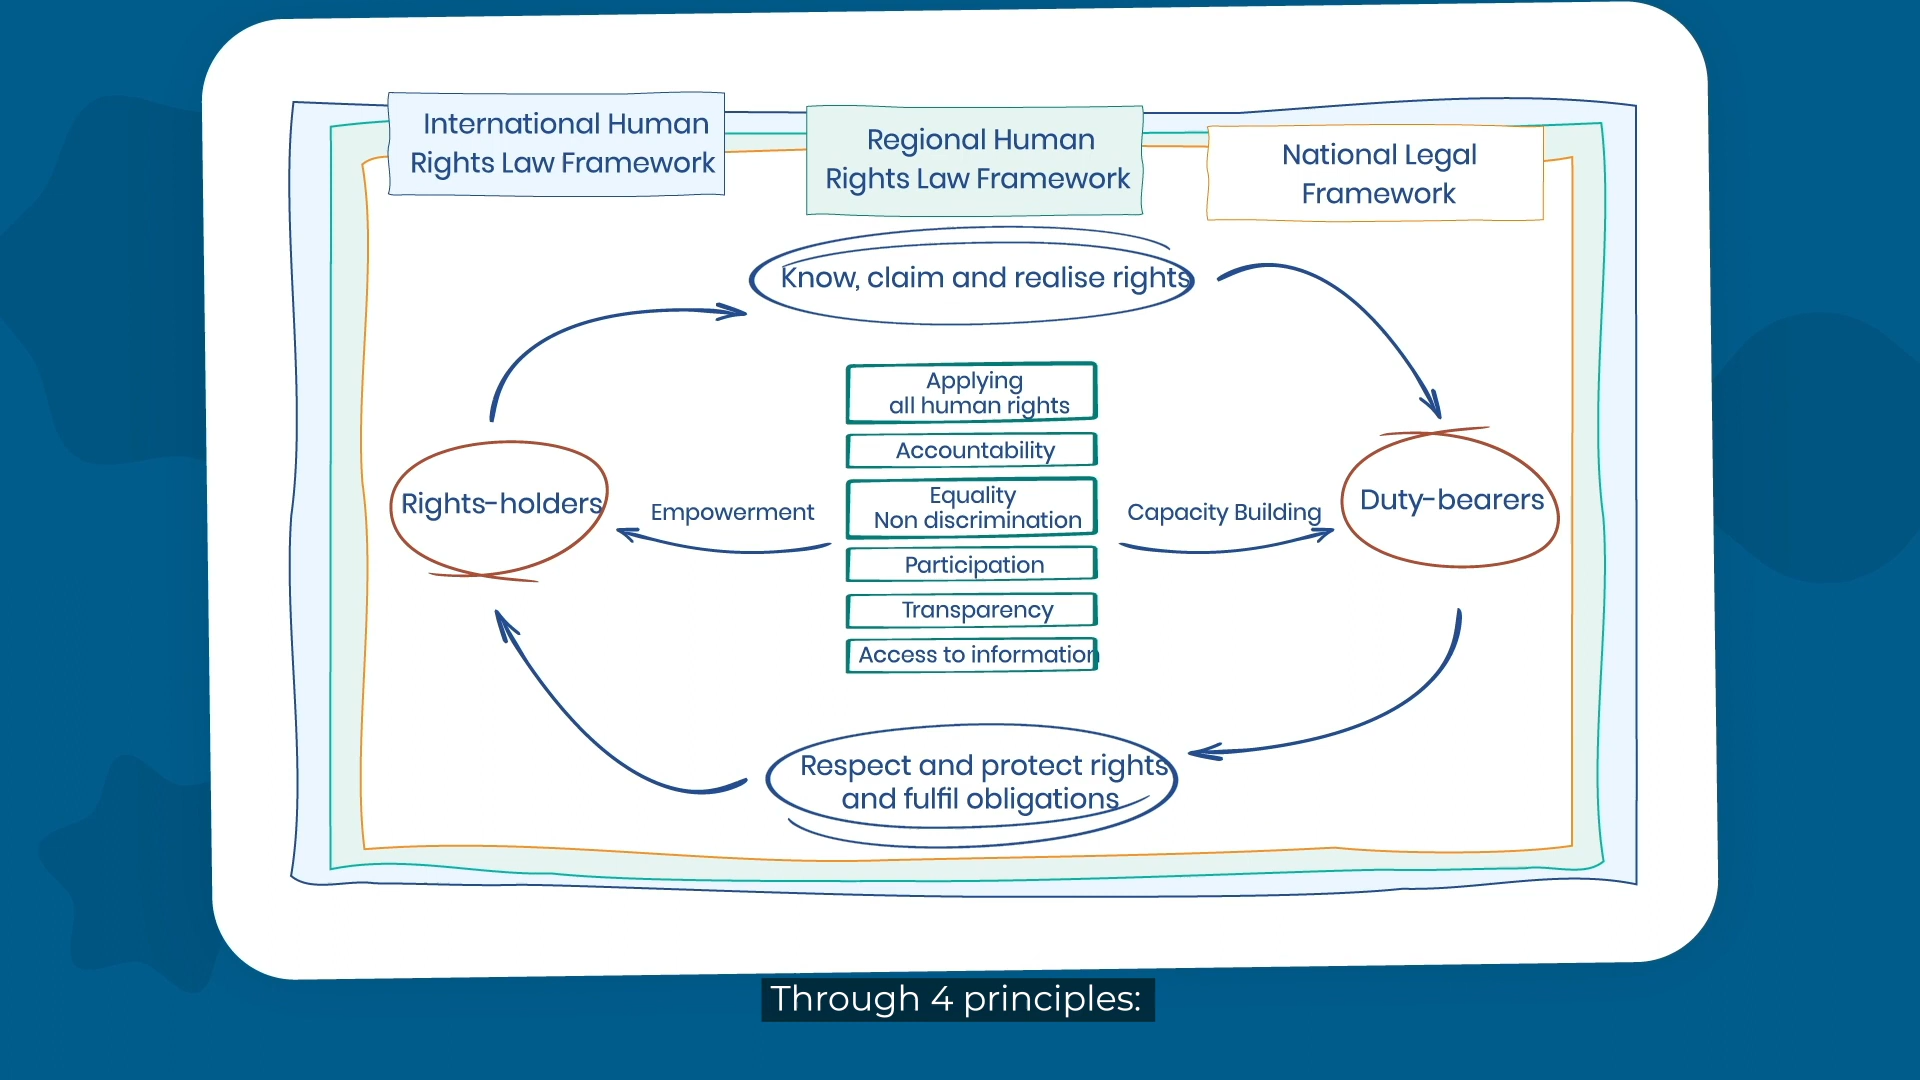 International Human
Rights Law Framework
Regional Human
Rights Law Framework
National Legal
Framework
Know, claim and realise rights
Applying
all human rights
Accountability
Equality
Non discrimination
Participation
Transparency
Access to information
Rights-holders
Empowerment
Capacity Building
Duty-bearers
Respect and protect rights
and fulfil obligations
Through 4 principles: